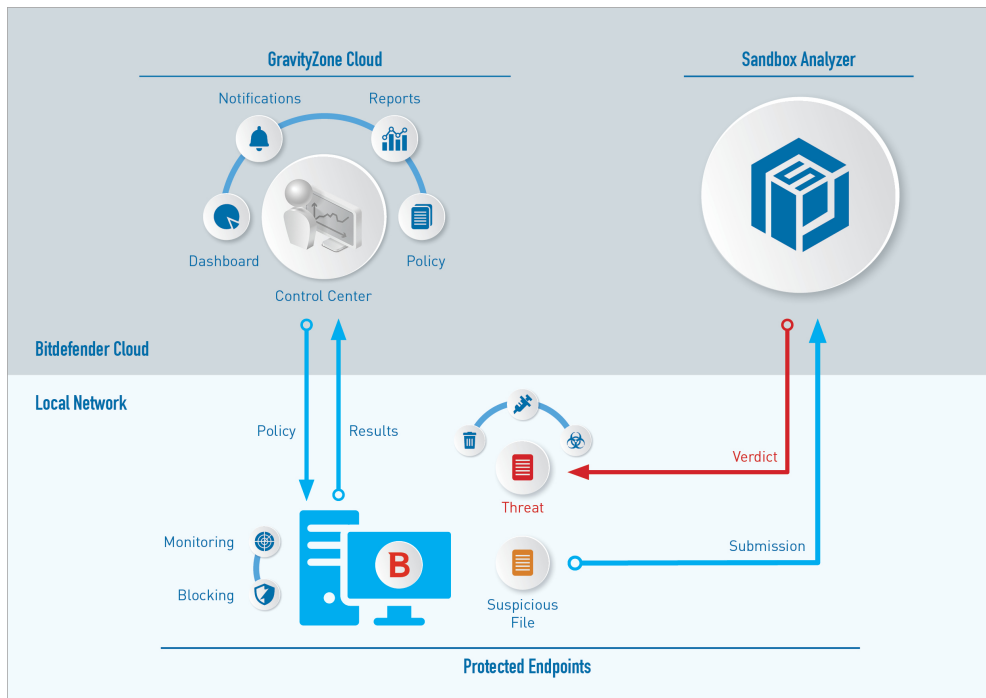 GravityZone Cloud
Sandbox Analyzer
Notifications
Reports
Dashboard
Policy
Control Center
Bitdefender Cloud
Local Network
Policy
Results
Verdict
Threat
Monitoring
Blocking
B
Submission
Suspicious
File
Protected Endpoints